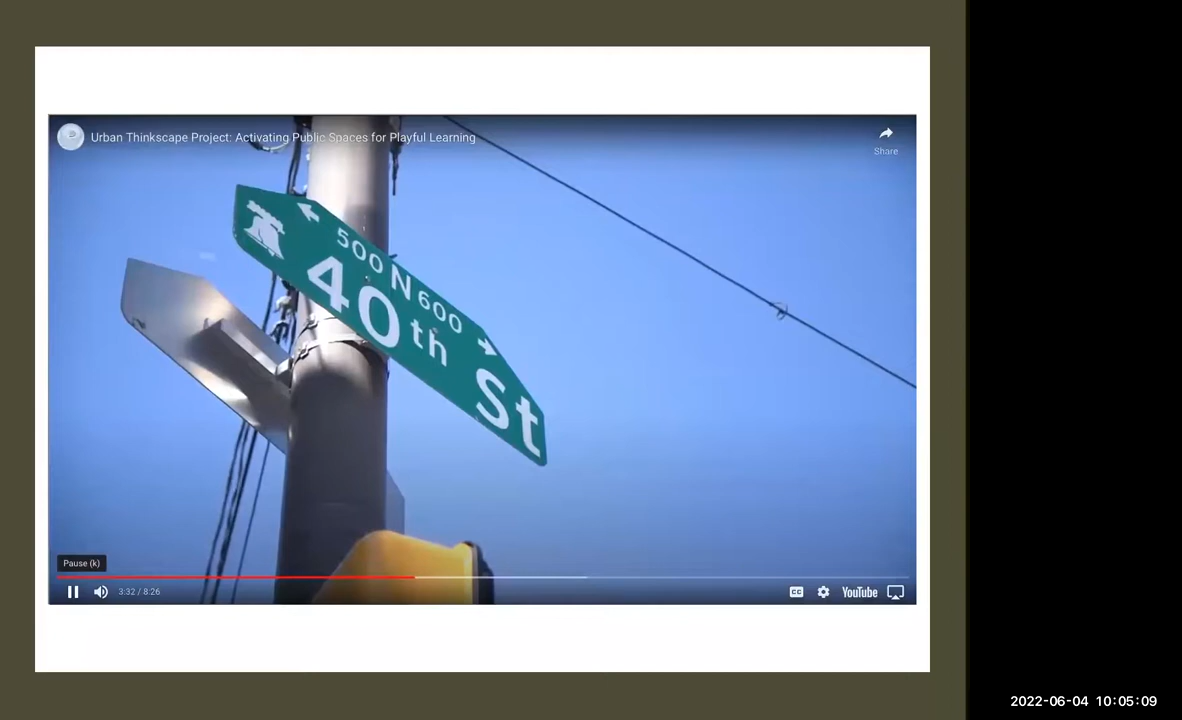 Urban Thinkscape Project: Activating Public Spaces for Playful Learning
Share
500 N 600
40th St
Pause (k)
3:32 / 8:26
CC
YouTube
2022-06-04 10:05:09